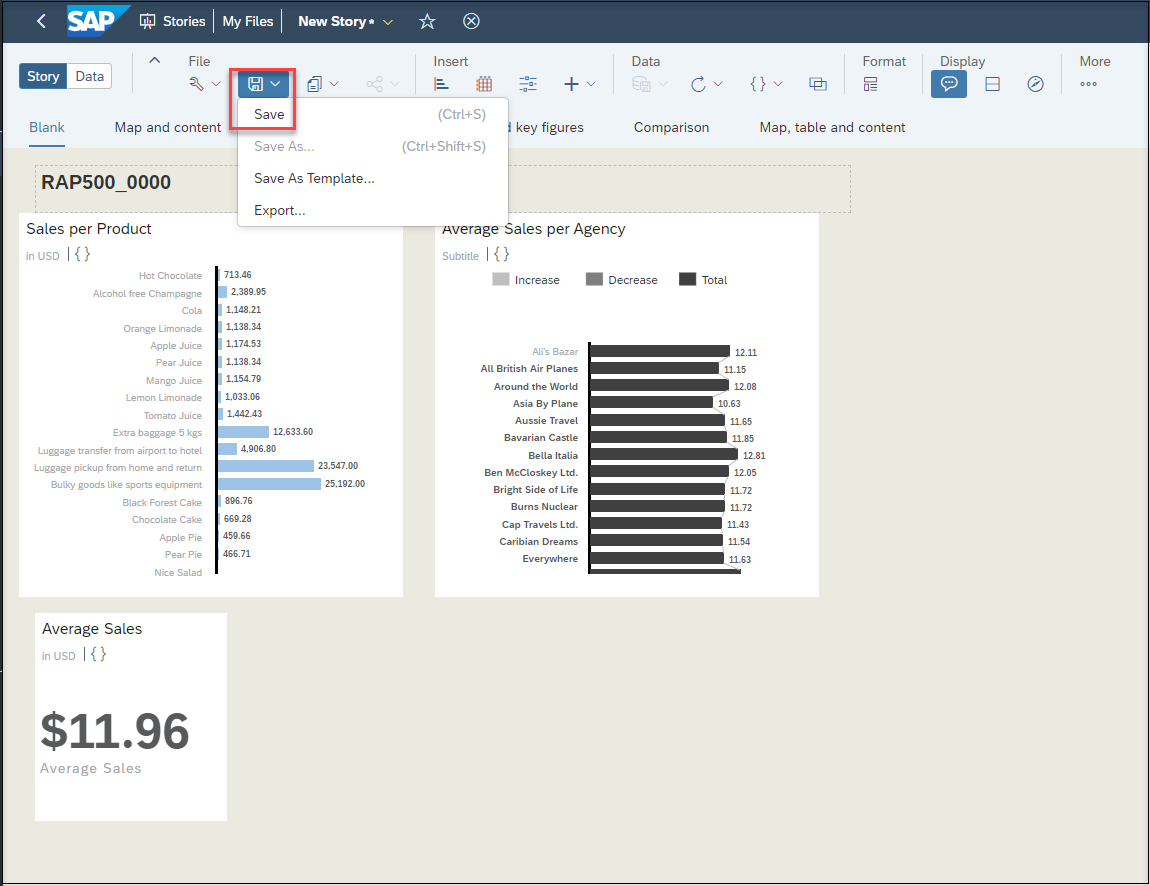 SAP Stories My Files New Story *
Story Data
File Insert Data Format Display More
Blank Map and content key figures Comparison Map, table and content
Save (Ctrl+S)
Save As... (Ctrl+Shift+S)
Save As Template...
Export...
RAP500_0000
Sales per Product
in USD | { }
Hot Chocolate 713.46
Alcohol free Champagne 2,389.95
Cola 1,148.21
Orange Limonade 1,138.34
Apple Juice 1,174.53
Pear Juice 1,138.34
Mango Juice 1,154.79
Lemon Limonade 1,033.06
Tomato Juice 1,442.43
Extra baggage 5 kgs 12,633.60
Luggage transfer from airport to hotel 4,906.80
Luggage pickup from home and return 23,547.00
Bulky goods like sports equipment 25,192.00
Black Forest Cake 896.76
Chocolate Cake 669.28
Apple Pie 459.66
Pear Pie 466.71
Nice Salad
Average Sales per Agency
Subtitle | { }
Increase Decrease Total
Ali's Bazar 12.11
All British Air Planes 11.15
Around the World 12.08
Asia By Plane 10.63
Aussie Travel 11.65
Bavarian Castle 11.85
Bella Italia 12.81
Ben McCloskey Ltd. 12.05
Bright Side of Life 11.72
Burns Nuclear 11.72
Cap Travels Ltd. 11.43
Caribian Dreams 11.54
Everywhere 11.63
Average Sales
in USD | { }
$11.96
Average Sales